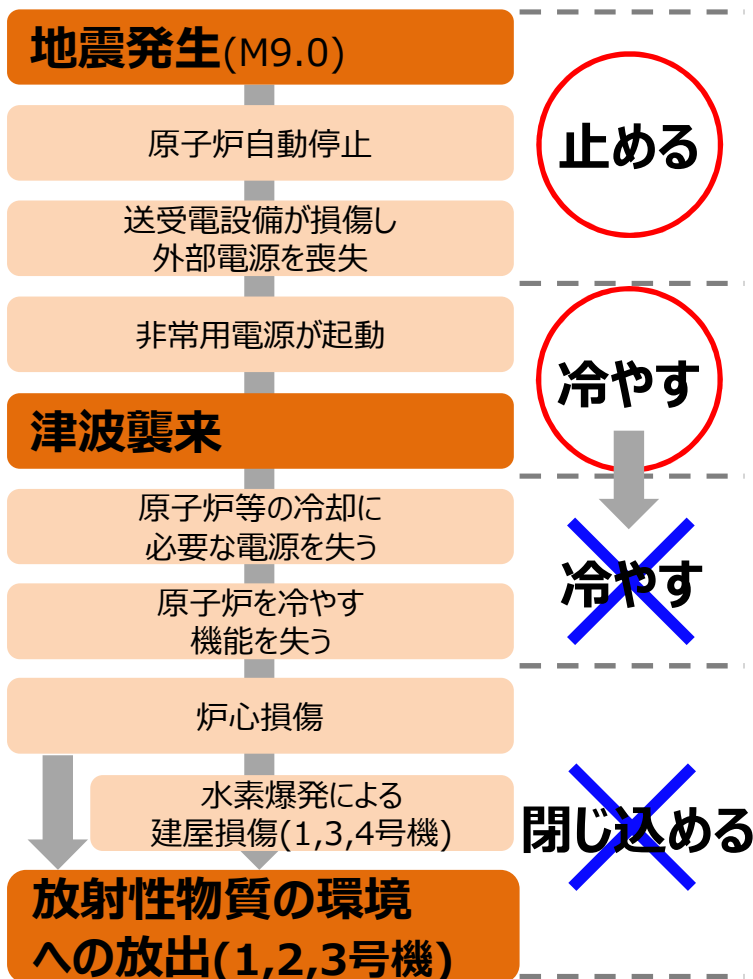 地震発生(M9.0)
原子炉自動停止
送受電設備が損傷し
外部電源を喪失
止める
非常用電源が起動
冷やす
津波襲来
原子炉等の冷却に
必要な電源を失う
原子炉を冷やす
機能を失う
冷やす
炉心損傷
水素爆発による
建屋損傷(1,3,4号機)
閉じ込める
放射性物質の環境
への放出(1,2,3号機)